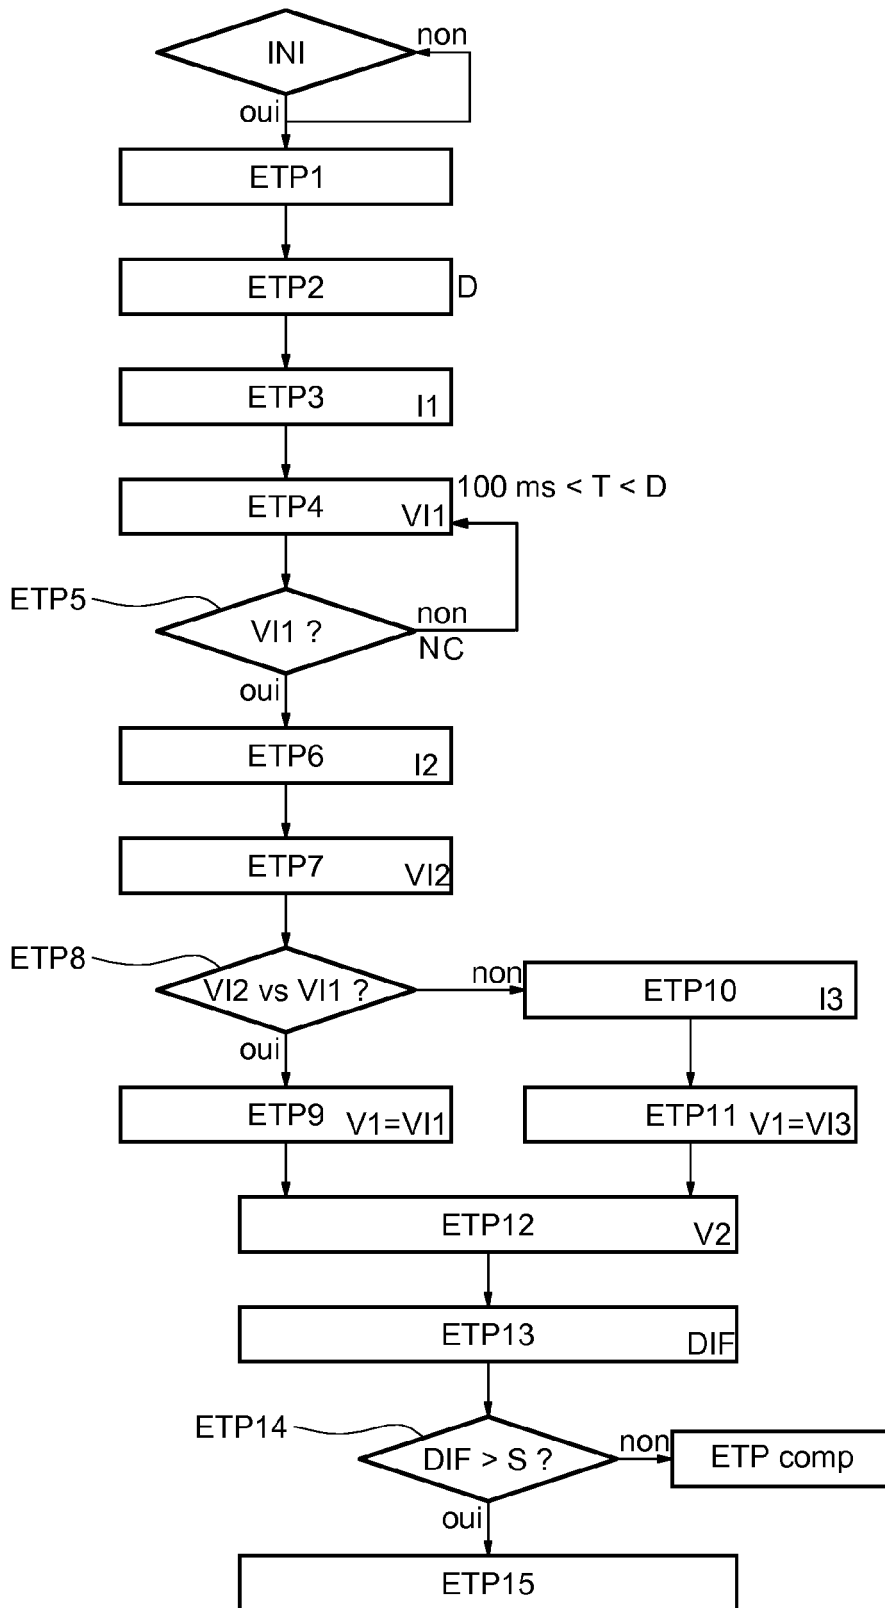 INI
non
oui
ETP1
ETP2
D
ETP3
I1
ETP4
VI1
100 ms < T < D
ETP5
VI1 ?
non
NC
oui
ETP6
I2
ETP7
VI2
ETP8
VI2 vs VI1 ?
non
ETP10
I3
oui
ETP9
V1=VI1
ETP11
V1=VI3
ETP12
V2
ETP13
DIF
ETP14
DIF > S ?
non
ETP comp
oui
ETP15